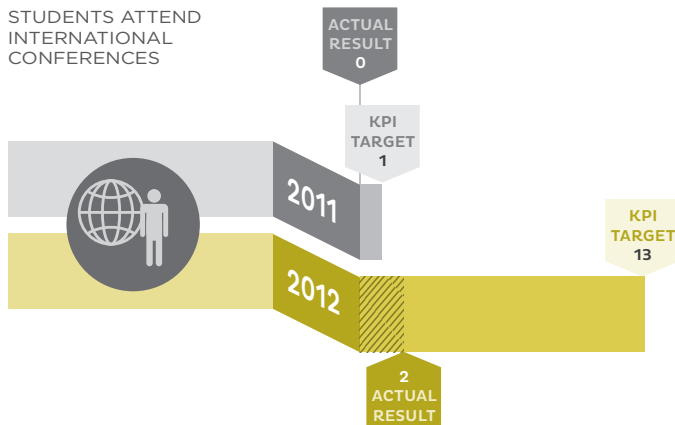 STUDENTS ATTEND
INTERNATIONAL
CONFERENCES
ACTUAL
RESULT
0
KPI
TARGET
1
2011
KPI
TARGET
13
2012
2
ACTUAL
RESULT